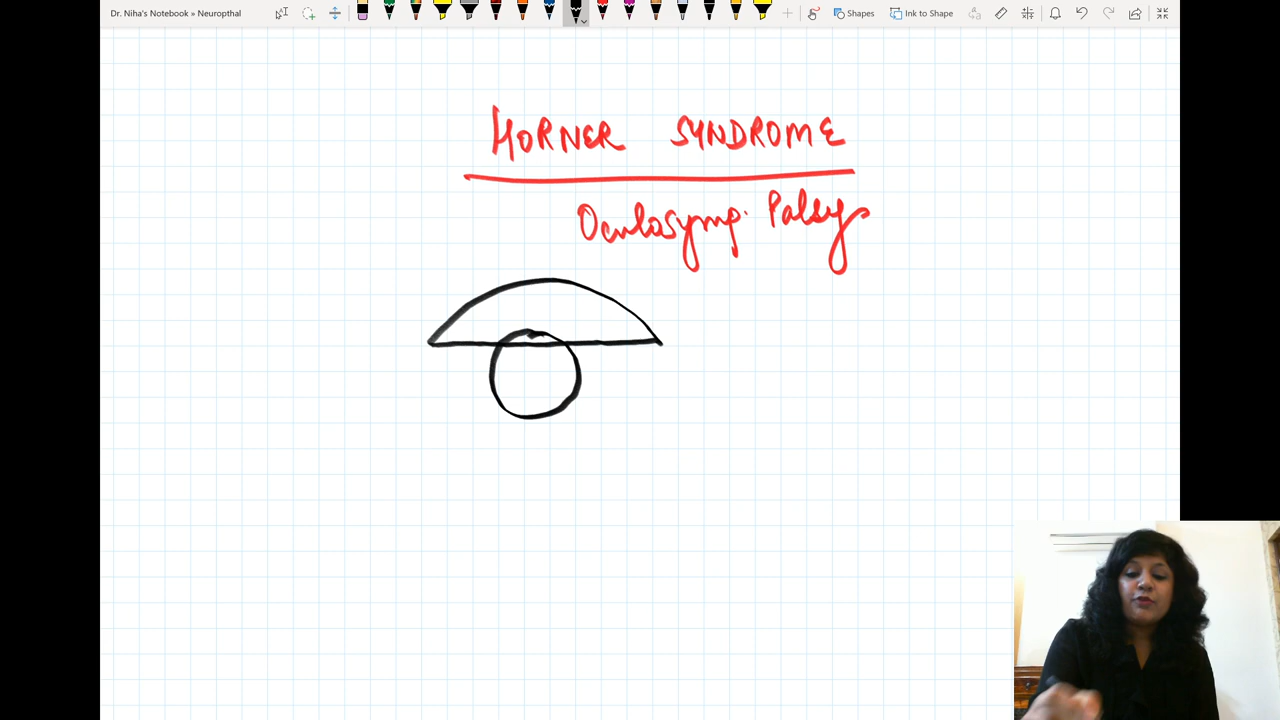 Dr. Niha's Notebook » Neuropthal
Shapes
Ink to Shape
HORNER SYNDROME
Oculosymp. Palsy